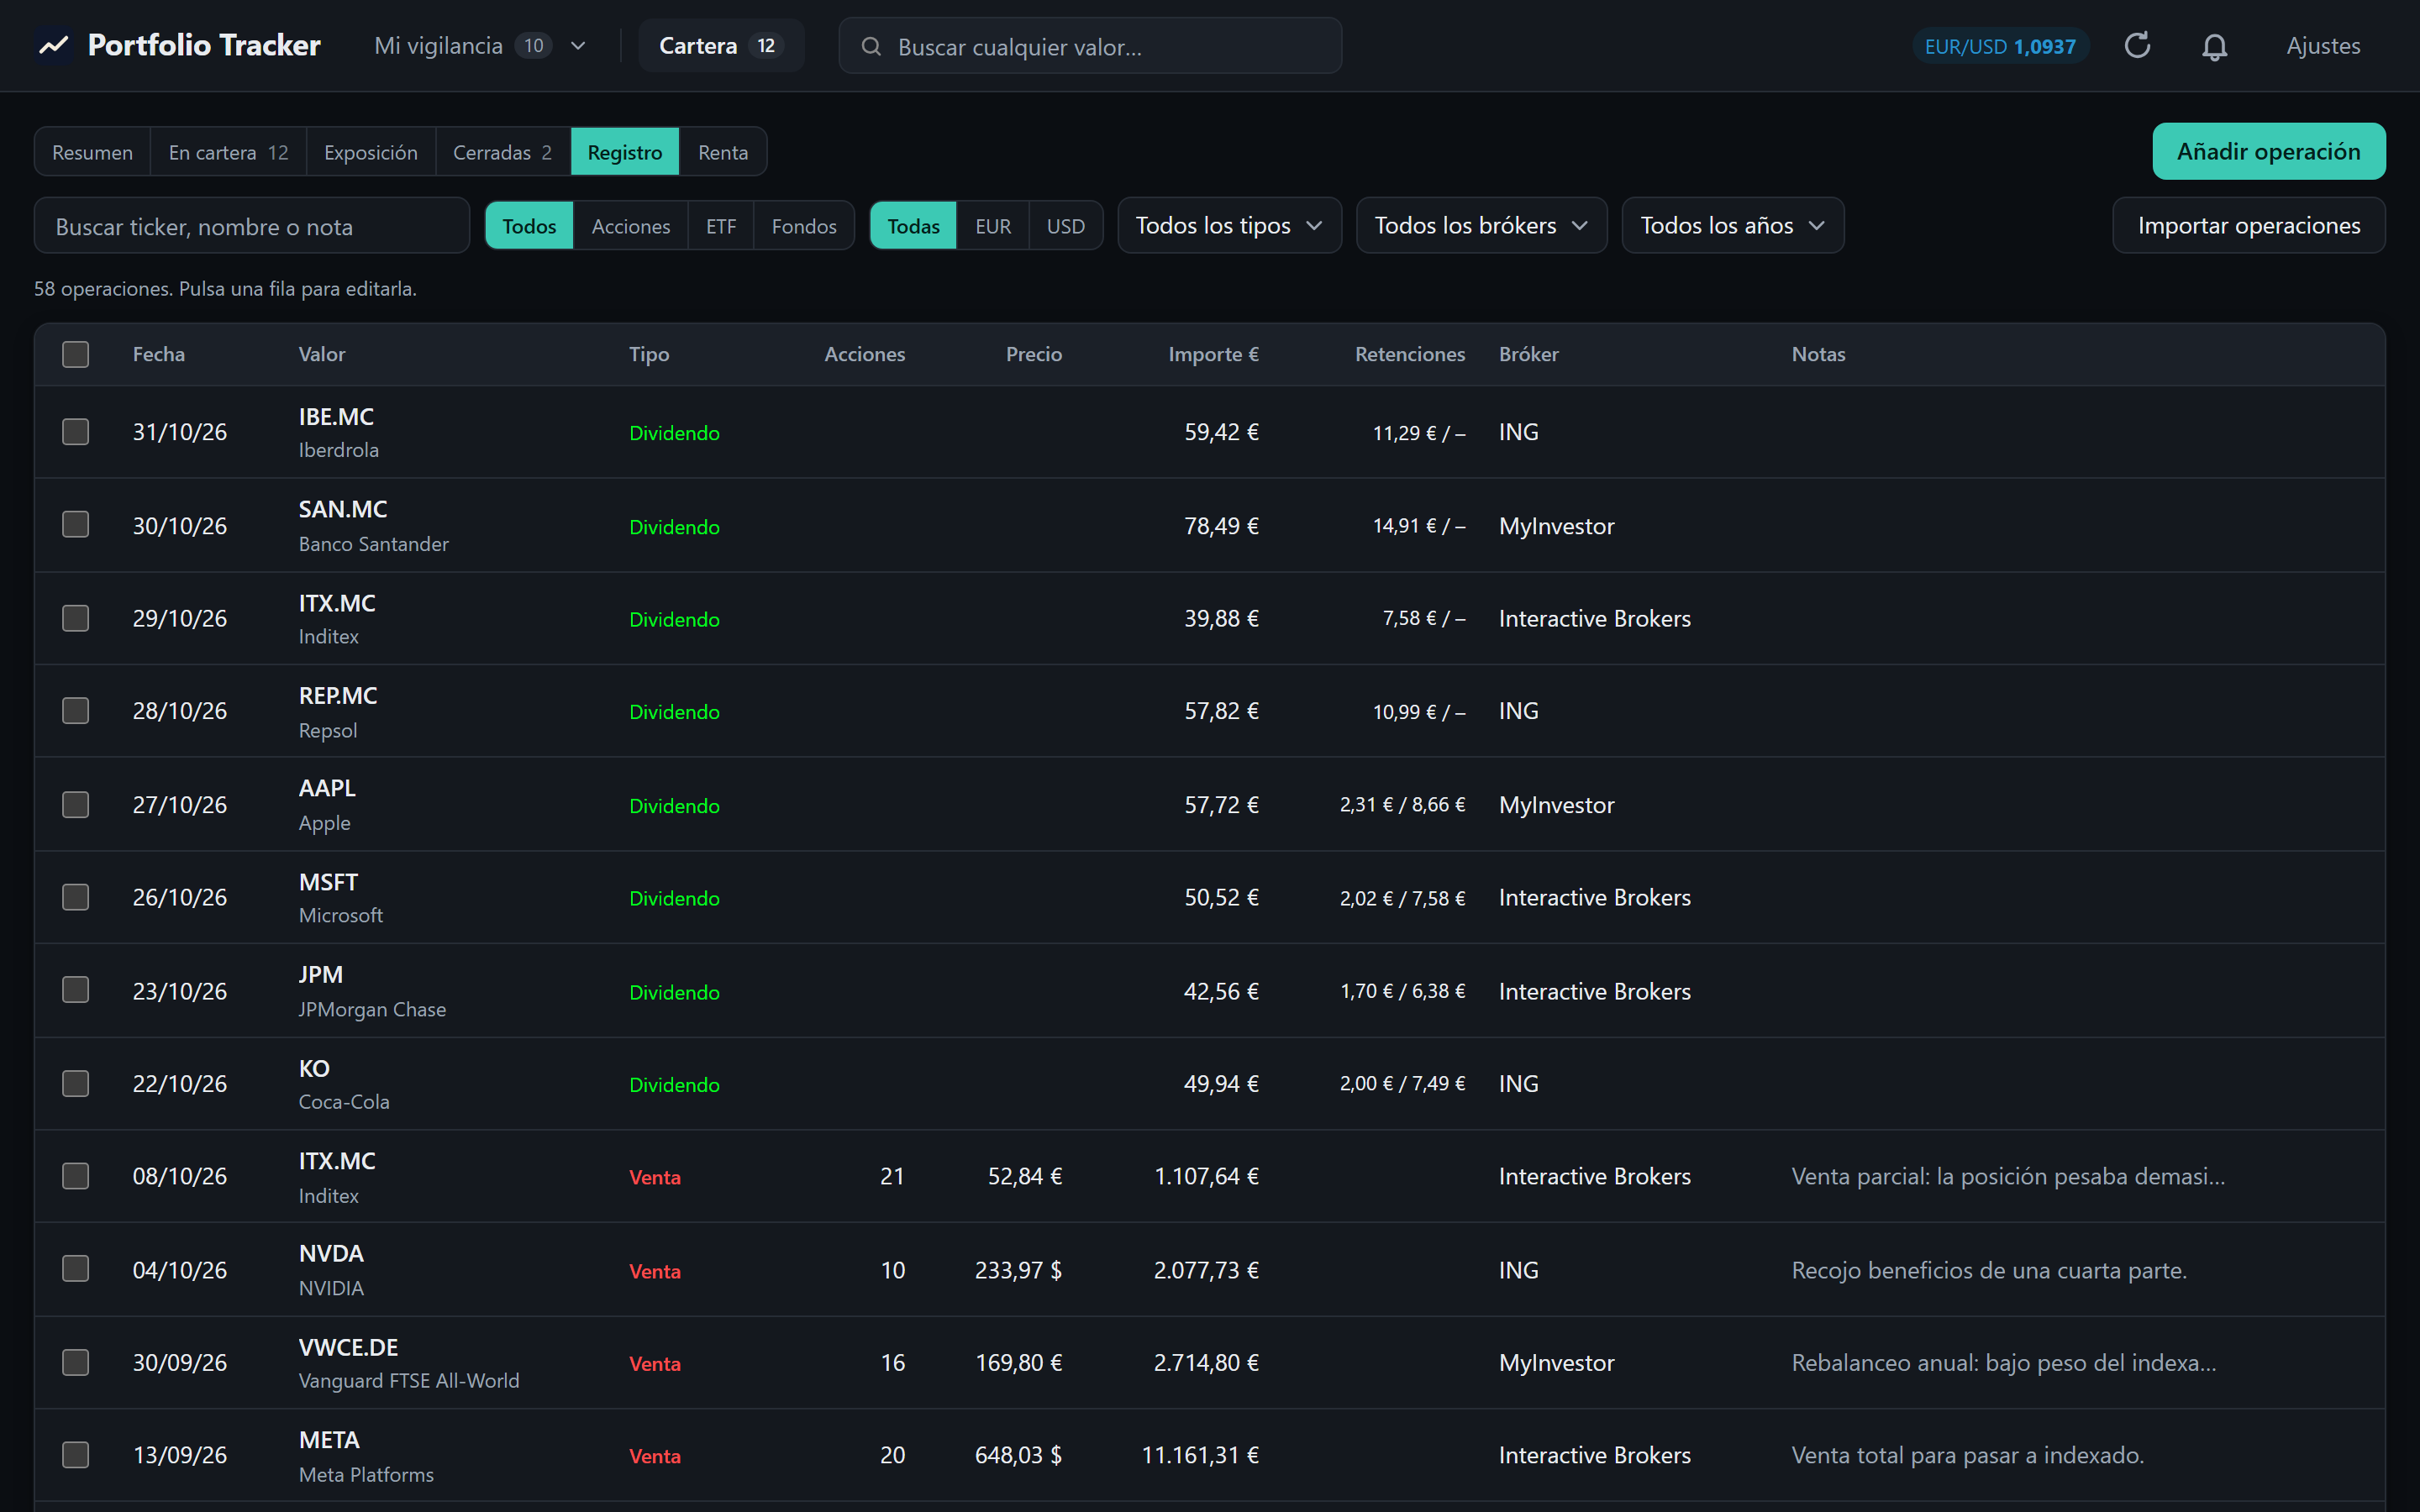 Portfolio Tracker
Mi vigilancia 10
Cartera 12
Buscar cualquier valor...
EUR/USD 1,0937
Ajustes
Resumen En cartera 12 Exposición Cerradas 2 Registro Renta
Añadir operación
Buscar ticker, nombre o nota
Todos Acciones ETF Fondos
Todas EUR USD
Todos los tipos
Todos los brókers
Todos los años
Importar operaciones
58 operaciones. Pulsa una fila para editarla.
Fecha Valor Tipo Acciones Precio Importe € Retenciones Bróker Notas
31/10/26 IBE.MC Dividendo 59,42 € 11,29 € / – ING
Iberdrola
30/10/26 SAN.MC Dividendo 78,49 € 14,91 € / – MyInvestor
Banco Santander
29/10/26 ITX.MC Dividendo 39,88 € 7,58 € / – Interactive Brokers
Inditex
28/10/26 REP.MC Dividendo 57,82 € 10,99 € / – ING
Repsol
27/10/26 AAPL Dividendo 57,72 € 2,31 € / 8,66 € MyInvestor
Apple
26/10/26 MSFT Dividendo 50,52 € 2,02 € / 7,58 € Interactive Brokers
Microsoft
23/10/26 JPM Dividendo 42,56 € 1,70 € / 6,38 € Interactive Brokers
JPMorgan Chase
22/10/26 KO Dividendo 49,94 € 2,00 € / 7,49 € ING
Coca-Cola
08/10/26 ITX.MC Venta 21 52,84 € 1.107,64 € Interactive Brokers Venta parcial: la posición pesaba demasi...
Inditex
04/10/26 NVDA Venta 10 233,97 $ 2.077,73 € ING Recojo beneficios de una cuarta parte.
NVIDIA
30/09/26 VWCE.DE Venta 16 169,80 € 2.714,80 € MyInvestor Rebalanceo anual: bajo peso del indexa...
Vanguard FTSE All-World
13/09/26 META Venta 20 648,03 $ 11.161,31 € Interactive Brokers Venta total para pasar a indexado.
Meta Platforms